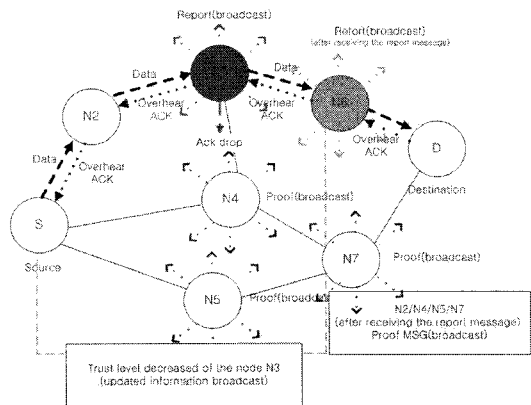 Report(broadcast)
Retort(broadcast)
(after receiving the report message)
Data
Data
N2
Overhear
ACK
Overhear
ACK
N6
Data
Ack drop
Overhear
ACK
D
Overhear
ACK
Destination
N4
Proof(broadcast)
S
Source
N7
Proof(broadcast)
N5
Proof(broadcast)
N2/N4/N5/N7
(after receiving the report message)
Proof MSG(broadcast)
Trust level decreased of the node N3
(updated information broadcast)